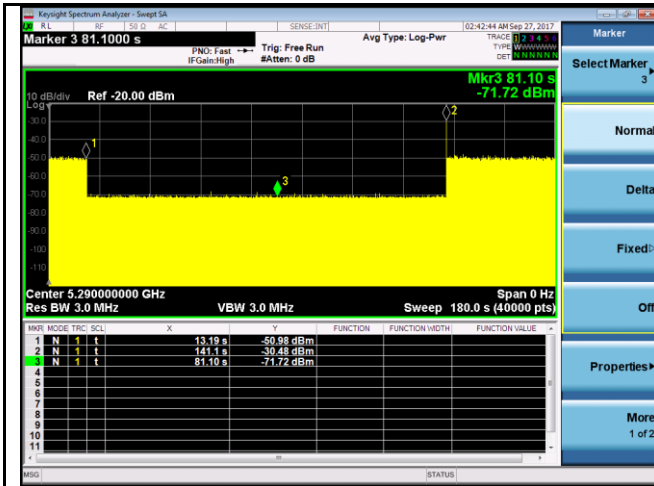 Keysight Spectrum Analyzer - Swept SA
RL RF 50 Ω AC SENSE:INT 02:42:44 AM Sep 27, 2017
Marker 3 81.1000 s
PNO: Fast
IFGain:High
Trig: Free Run
#Atten: 0 dB
Avg Type: Log-Pwr
TRACE 1 2 3 4 5 6
TYPE WWWWWW
DET N N N N N N
Mkr3 81.10 s
-71.72 dBm
10 dB/div Ref -20.00 dBm
Log
-30.0
-40.0
-50.0
-60.0
-70.0
-80.0
-90.0
-100
-110
1
2
3
Center 5.290000000 GHz Span 0 Hz
Res BW 3.0 MHz VBW 3.0 MHz Sweep 180.0 s (40000 pts)
MKR MODE TRC SCL X Y FUNCTION FUNCTION WIDTH FUNCTION VALUE
1 N 1 t 13.19 s -50.98 dBm
2 N 1 t 141.1 s -30.48 dBm
3 N 1 t 81.10 s -71.72 dBm
4
5
6
7
8
9
10
11
MSG STATUS
Marker
Select Marker
3
Normal
Delta
Fixed
Off
Properties
More
1 of 2